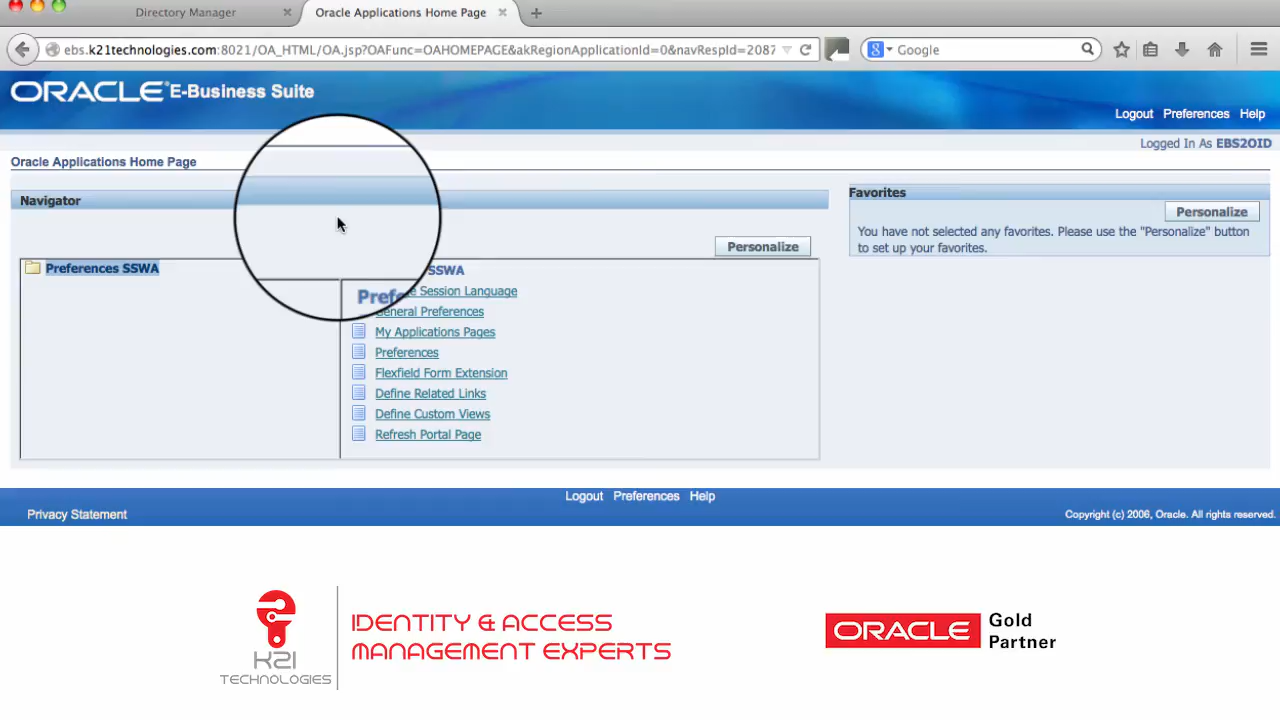 Directory Manager
Oracle Applications Home Page
ebs.k21technologies.com:8021/OA_HTML/OA.jsp?OAFunc=OAHOMEPAGE&akRegionApplicationId=0&navRespId=2087
Google
ORACLE E-Business Suite
Logout Preferences Help
Logged In As EBS2OID
Oracle Applications Home Page
Navigator
Personalize
Preferences SSWA
SSWA
Pref
Session Language
General Preferences
My Applications Pages
Preferences
Flexfield Form Extension
Define Related Links
Define Custom Views
Refresh Portal Page
Favorites
Personalize
You have not selected any favorites. Please use the "Personalize" button
to set up your favorites.
Logout Preferences Help
Privacy Statement
Copyright (c) 2006, Oracle. All rights reserved.
K21
TECHNOLOGIES
IDENTITY & ACCESS
MANAGEMENT EXPERTS
ORACLE
Gold
Partner